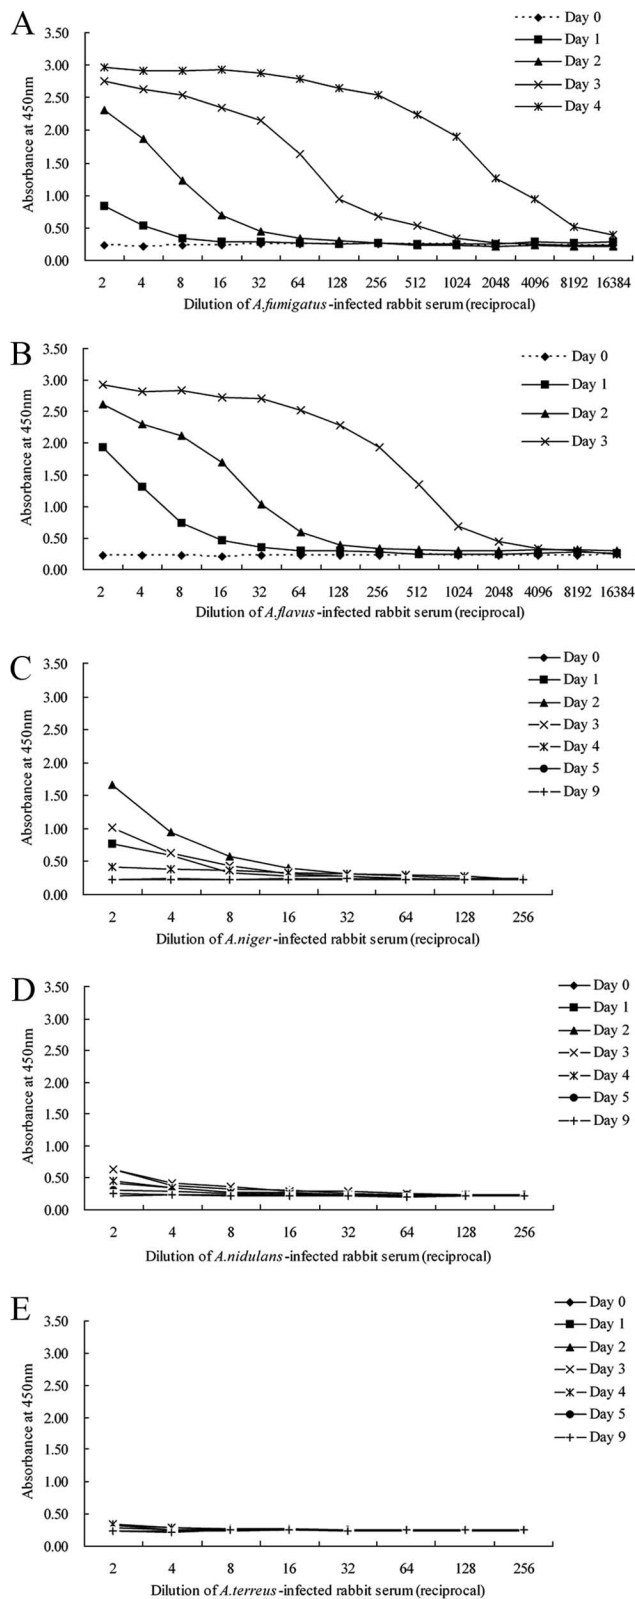 A
Absorbance at 450nm
3.50
3.00
2.50
2.00
1.50
1.00
0.50
0.00
2 4 8 16 32 64 128 256 512 1024 2048 4096 8192 16384
Dilution of A.fumigatus-infected rabbit serum (reciprocal)
Day 0
Day 1
Day 2
Day 3
Day 4
B
Absorbance at 450nm
3.50
3.00
2.50
2.00
1.50
1.00
0.50
0.00
2 4 8 16 32 64 128 256 512 1024 2048 4096 8192 16384
Dilution of A.flavus-infected rabbit serum (reciprocal)
Day 0
Day 1
Day 2
Day 3
C
Absorbance at 450nm
3.50
3.00
2.50
2.00
1.50
1.00
0.50
0.00
2 4 8 16 32 64 128 256
Dilution of A.niger-infected rabbit serum (reciprocal)
Day 0
Day 1
Day 2
Day 3
Day 4
Day 5
Day 9
D
Absorbance at 450nm
3.50
3.00
2.50
2.00
1.50
1.00
0.50
0.00
2 4 8 16 32 64 128 256
Dilution of A.nidulans-infected rabbit serum (reciprocal)
Day 0
Day 1
Day 2
Day 3
Day 4
Day 5
Day 9
E
Absorbance at 450nm
3.50
3.00
2.50
2.00
1.50
1.00
0.50
0.00
2 4 8 16 32 64 128 256
Dilution of A.terreus-infected rabbit serum (reciprocal)
Day 0
Day 1
Day 2
Day 3
Day 4
Day 5
Day 9